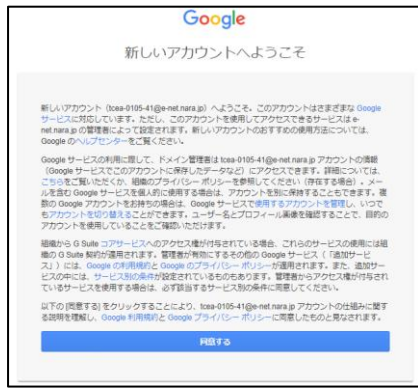 Google
新しいアカウントへようこそ
新しいアカウント（tcea-0105-41@e-net.nara.jp）へようこそ。このアカウントはさまざまな Google
サービスに対応しています。ただし、このアカウントを使用してアクセスできるサービスは e-
net.nara.jp の管理者によって設定されます。新しいアカウントのおすすめの使用方法については、
Google のヘルプセンターをご覧ください。
Google サービスの利用に際して、ドメイン管理者は tcea-0105-41@e-net.nara.jp アカウントの情報
（Google サービスでこのアカウントに保存したデータなど）にアクセスできます。詳細については、
こちらをご覧いただくか、組織のプライバシー ポリシーを参照してください（存在する場合）。メー
ルを含む Google サービスを個人的に使用する場合は、アカウントを別に保持することもできます。複
数の Google アカウントをお持ちの場合は、Google サービスで使用するアカウントを管理し、いつで
もアカウントを切り替えることができます。ユーザー名とプロフィール画像を確認することで、目的の
アカウントを使用していることをご確認いただけます。
組織から G Suite コアサービスへのアクセス権が付与されている場合、これらのサービスの使用には組
織の G Suite 契約が適用されます。管理者が有効にするその他の Google サービス（「追加サービ
ス」）には、Google の利用規約と Google のプライバシー ポリシーが適用されます。また、追加サー
ビスの中には、サービス別の条件が設定されているものもあります。管理者からアクセス権が付与され
ているサービスを使用する場合は、必ず該当するサービス別の条件に同意してください。
以下の [同意する] をクリックすることにより、tcea-0105-41@e-net.nara.jp アカウントの仕組みに関す
る説明を理解し、Google 利用規約と Google プライバシー ポリシーに同意したものと見なされます。
同意する